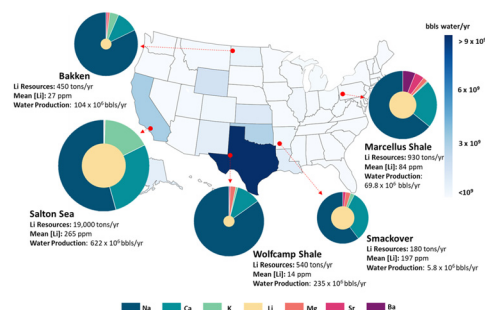 bbls water/yr
> 9 x 10⁹
6 x 10⁹
3 x 10⁹
<10⁹
Bakken
Li Resources: 450 tons/yr
Mean [Li]: 27 ppm
Water Production: 104 x 10⁶ bbls/yr
Marcellus Shale
Li Resources: 930 tons/yr
Mean [Li]: 84 ppm
Water Production:
69.8 x 10⁶ bbls/yr
Salton Sea
Li Resources: 19,000 tons/yr
Mean [Li]: 265 ppm
Water Production: 622 x 10⁶ bbls/yr
Wolfcamp Shale
Li Resources: 540 tons/yr
Mean [Li]: 14 ppm
Water Production: 235 x 10⁶ bbls/yr
Smackover
Li Resources: 180 tons/yr
Mean [Li]: 197 ppm
Water Production: 5.8 x 10⁶ bbls/yr
Na Ca K Li Mg Sr Ba